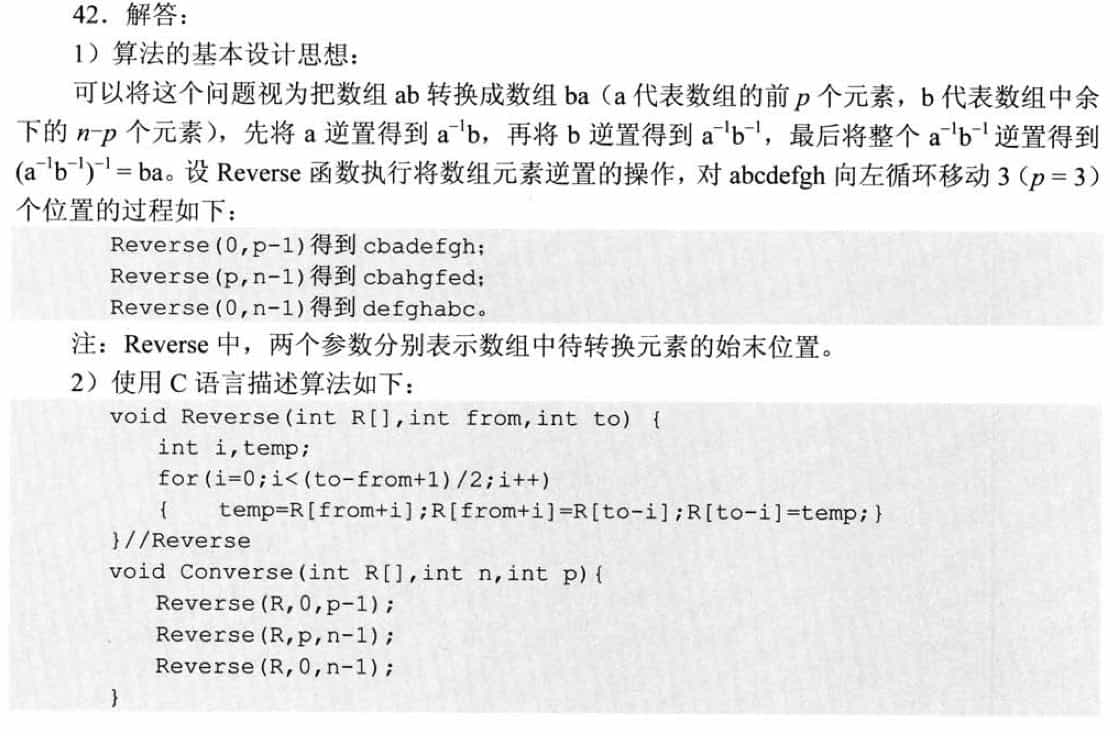 42．解答：
1）算法的基本设计思想：
可以将这个问题视为把数组 ab 转换成数组 ba（a 代表数组的前 p 个元素，b 代表数组中余
下的 n−p 个元素），先将 a 逆置得到 a⁻¹b，再将 b 逆置得到 a⁻¹b⁻¹，最后将整个 a⁻¹b⁻¹ 逆置得到
(a⁻¹b⁻¹)⁻¹ = ba。设 Reverse 函数执行将数组元素逆置的操作，对 abcdefgh 向左循环移动 3（p = 3）
个位置的过程如下：
Reverse(0,p-1)得到 cbadefgh；
Reverse(p,n-1)得到 cbahgfed；
Reverse(0,n-1)得到 defghabc。
注：Reverse 中，两个参数分别表示数组中待转换元素的始末位置。
2）使用 C 语言描述算法如下：
void Reverse(int R[],int from,int to) {
int i,temp;
for(i=0;i<(to-from+1)/2;i++)
{ temp=R[from+i];R[from+i]=R[to-i];R[to-i]=temp;}
}//Reverse
void Converse(int R[],int n,int p){
Reverse(R,0,p-1);
Reverse(R,p,n-1);
Reverse(R,0,n-1);
}